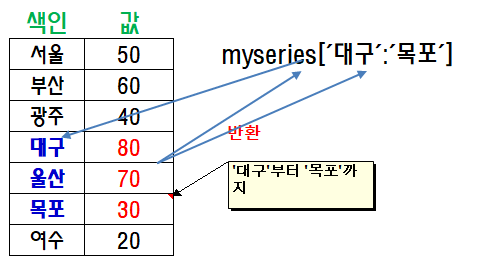 색인 값
서울 50
부산 60
광주 40
대구 80
울산 70
목포 30
여수 20
myseries[´대구´:´목포´]
반환
'대구'부터 '목포'까
지